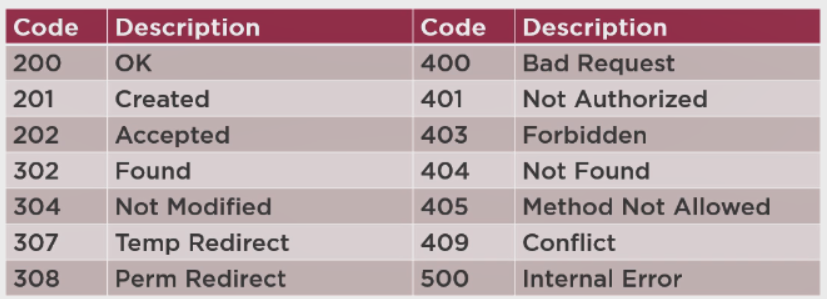 Code Description Code Description
200 OK 400 Bad Request
201 Created 401 Not Authorized
202 Accepted 403 Forbidden
302 Found 404 Not Found
304 Not Modified 405 Method Not Allowed
307 Temp Redirect 409 Conflict
308 Perm Redirect 500 Internal Error